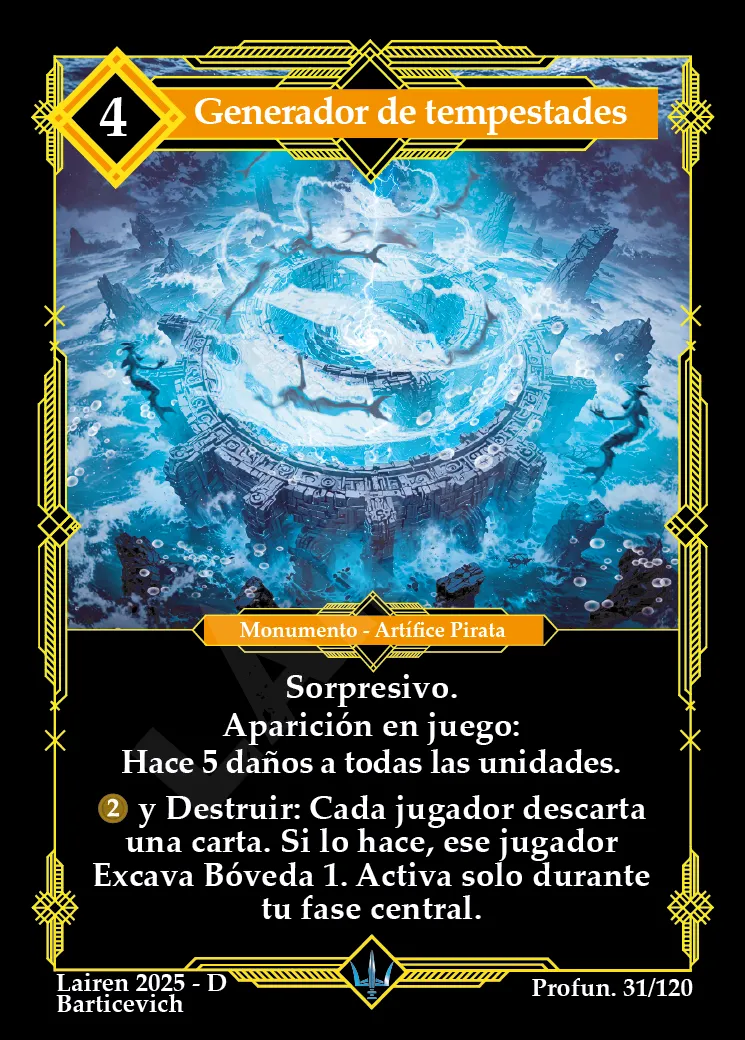 4
Generador de tempestades
Monumento - Artífice Pirata
Sorpresivo.
Aparición en juego:
Hace 5 daños a todas las unidades.
2 y Destruir: Cada jugador descarta
una carta. Si lo hace, ese jugador
Excava Bóveda 1. Activa solo durante
tu fase central.
Lairen 2025 - D
Barticevich
Profun. 31/120